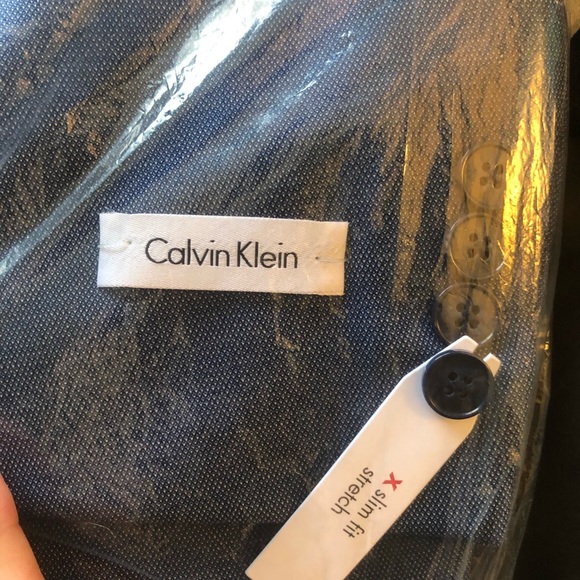 Calvin Klein
X slim fit
stretch